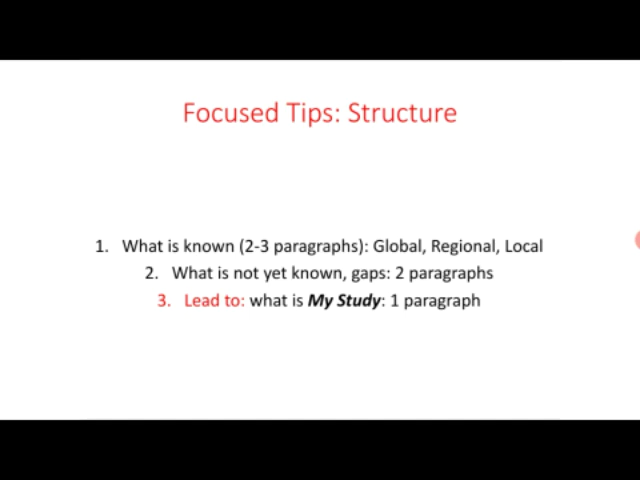 Focused Tips: Structure
1. What is known (2-3 paragraphs): Global, Regional, Local
2. What is not yet known, gaps: 2 paragraphs
3. Lead to: what is My Study: 1 paragraph